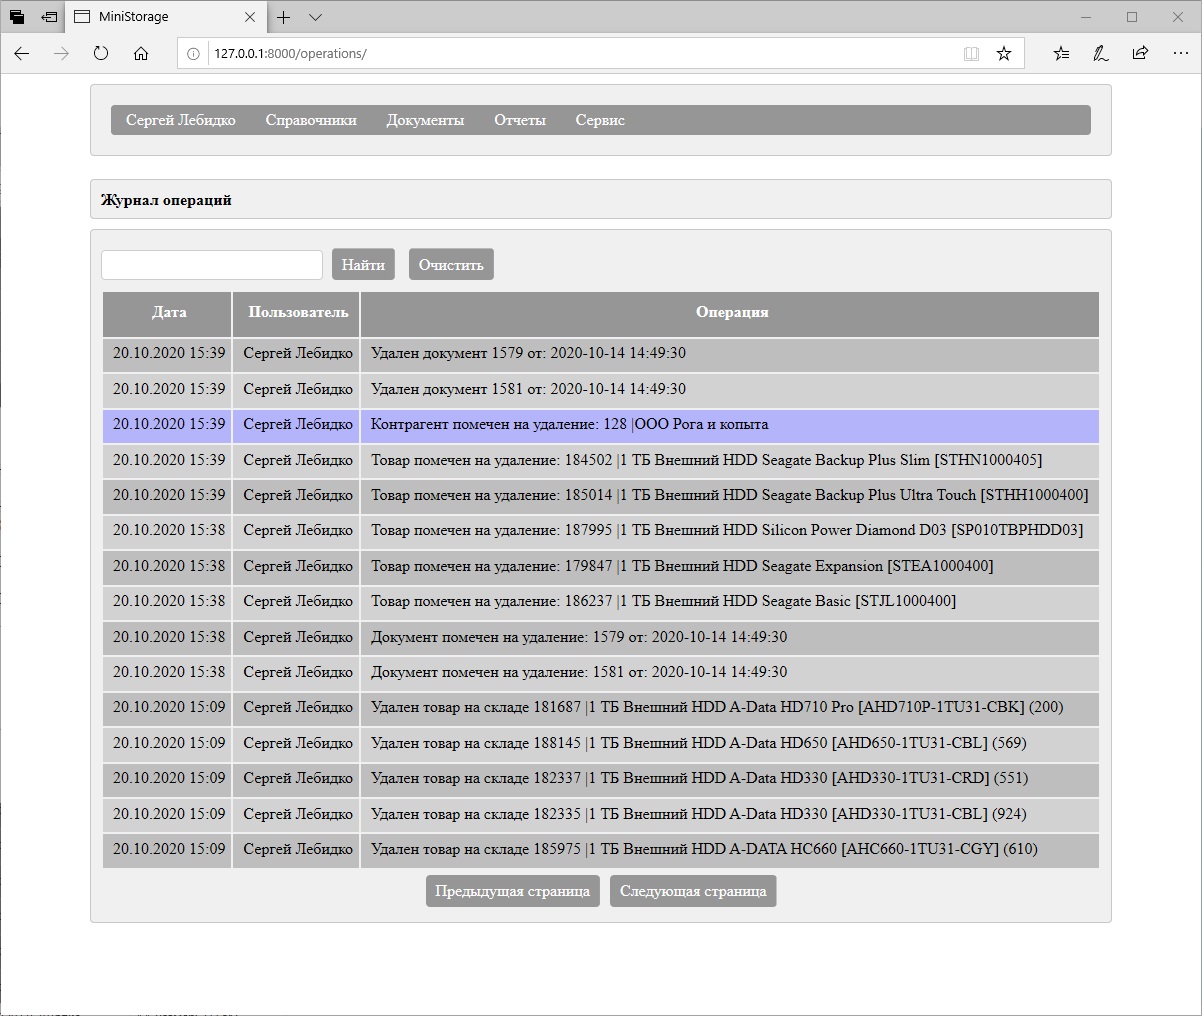 MiniStorage
127.0.0.1:8000/operations/
Сергей Лебидко Справочники Документы Отчеты Сервис
Журнал операций
Найти Очистить
Дата Пользователь Операция
20.10.2020 15:39 Сергей Лебидко Удален документ 1579 от: 2020-10-14 14:49:30
20.10.2020 15:39 Сергей Лебидко Удален документ 1581 от: 2020-10-14 14:49:30
20.10.2020 15:39 Сергей Лебидко Контрагент помечен на удаление: 128 |ООО Рога и копыта
20.10.2020 15:39 Сергей Лебидко Товар помечен на удаление: 184502 |1 ТБ Внешний HDD Seagate Backup Plus Slim [STHN1000405]
20.10.2020 15:39 Сергей Лебидко Товар помечен на удаление: 185014 |1 ТБ Внешний HDD Seagate Backup Plus Ultra Touch [STHH1000400]
20.10.2020 15:38 Сергей Лебидко Товар помечен на удаление: 187995 |1 ТБ Внешний HDD Silicon Power Diamond D03 [SP010TBPHDD03]
20.10.2020 15:38 Сергей Лебидко Товар помечен на удаление: 179847 |1 ТБ Внешний HDD Seagate Expansion [STEA1000400]
20.10.2020 15:38 Сергей Лебидко Товар помечен на удаление: 186237 |1 ТБ Внешний HDD Seagate Basic [STJL1000400]
20.10.2020 15:38 Сергей Лебидко Документ помечен на удаление: 1579 от: 2020-10-14 14:49:30
20.10.2020 15:38 Сергей Лебидко Документ помечен на удаление: 1581 от: 2020-10-14 14:49:30
20.10.2020 15:09 Сергей Лебидко Удален товар на складе 181687 |1 ТБ Внешний HDD A-Data HD710 Pro [AHD710P-1TU31-CBK] (200)
20.10.2020 15:09 Сергей Лебидко Удален товар на складе 188145 |1 ТБ Внешний HDD A-Data HD650 [AHD650-1TU31-CBL] (569)
20.10.2020 15:09 Сергей Лебидко Удален товар на складе 182337 |1 ТБ Внешний HDD A-Data HD330 [AHD330-1TU31-CRD] (551)
20.10.2020 15:09 Сергей Лебидко Удален товар на складе 182335 |1 ТБ Внешний HDD A-Data HD330 [AHD330-1TU31-CBL] (924)
20.10.2020 15:09 Сергей Лебидко Удален товар на складе 185975 |1 ТБ Внешний HDD A-DATA HC660 [AHC660-1TU31-CGY] (610)
Предыдущая страница Следующая страница